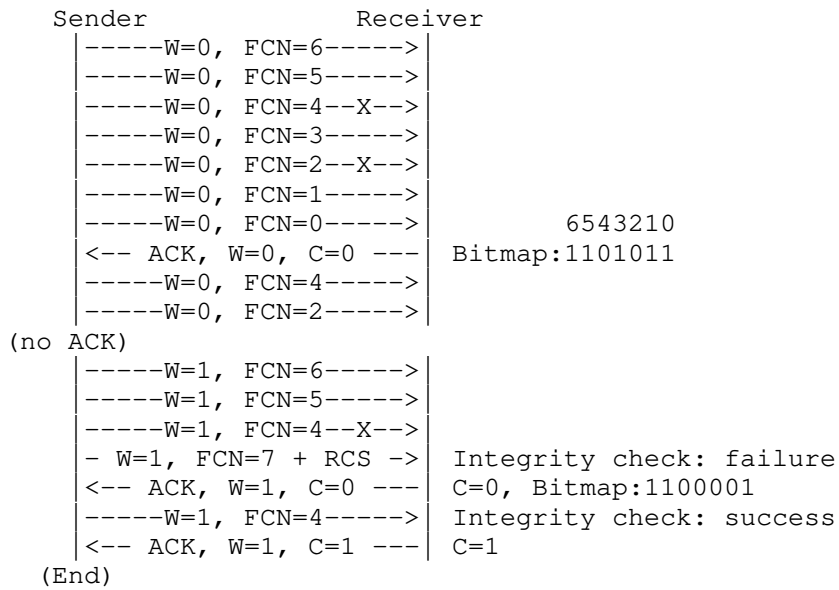 Sender Receiver
|-----W=0, FCN=6----->|
|-----W=0, FCN=5----->|
|-----W=0, FCN=4--X-->|
|-----W=0, FCN=3----->|
|-----W=0, FCN=2--X-->|
|-----W=0, FCN=1----->|
|-----W=0, FCN=0----->| 6543210
|<-- ACK, W=0, C=0 ---| Bitmap:1101011
|-----W=0, FCN=4----->|
|-----W=0, FCN=2----->|
(no ACK)
|-----W=1, FCN=6----->|
|-----W=1, FCN=5----->|
|-----W=1, FCN=4--X-->|
|- W=1, FCN=7 + RCS ->| Integrity check: failure
|<-- ACK, W=1, C=0 ---| C=0, Bitmap:1100001
|-----W=1, FCN=4----->| Integrity check: success
|<-- ACK, W=1, C=1 ---| C=1
(End)